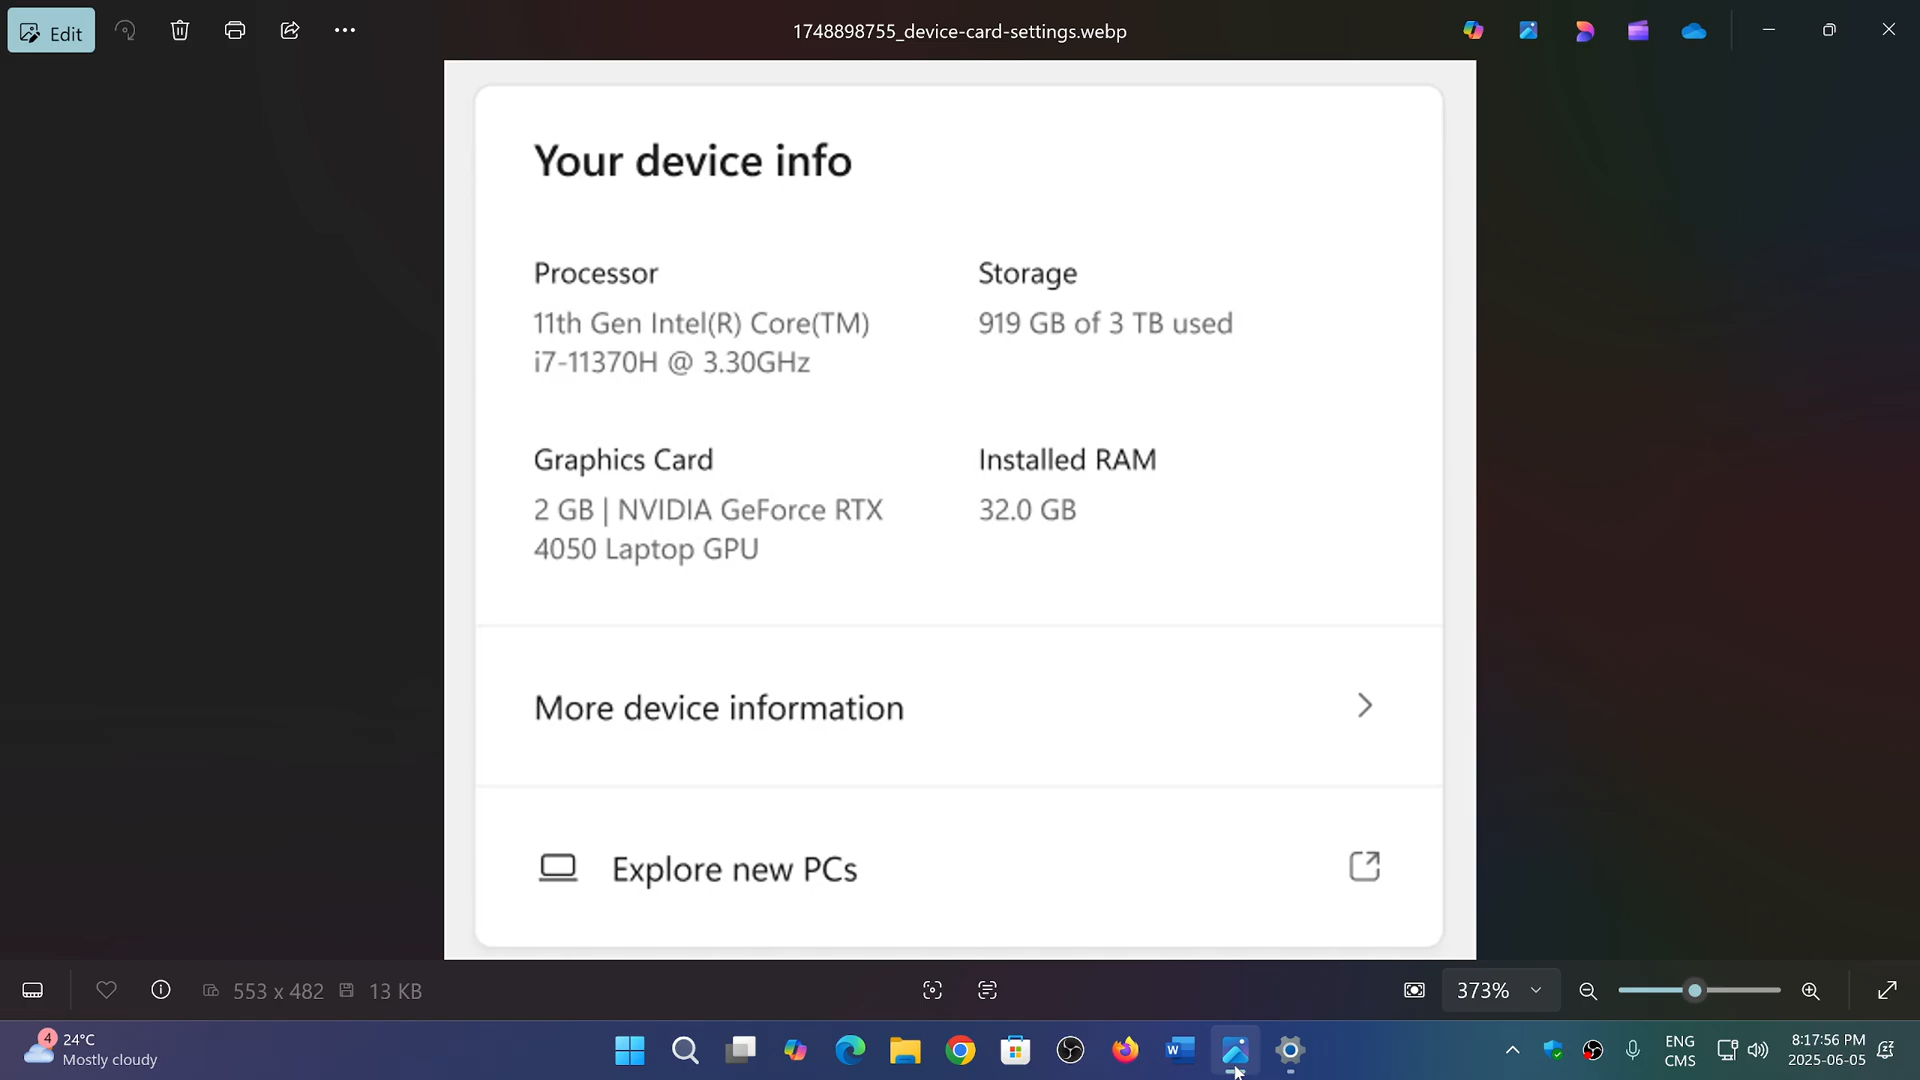 Edit
1748898755_device-card-settings.webp
Your device info
Processor
11th Gen Intel(R) Core(TM)
i7-11370H @ 3.30GHz
Storage
919 GB of 3 TB used
Graphics Card
2 GB | NVIDIA GeForce RTX
4050 Laptop GPU
Installed RAM
32.0 GB
More device information
Explore new PCs
553 x 482
13 KB
373%
4
24°C
Mostly cloudy
W
ENG
CMS
8:17:56 PM
2025-06-05